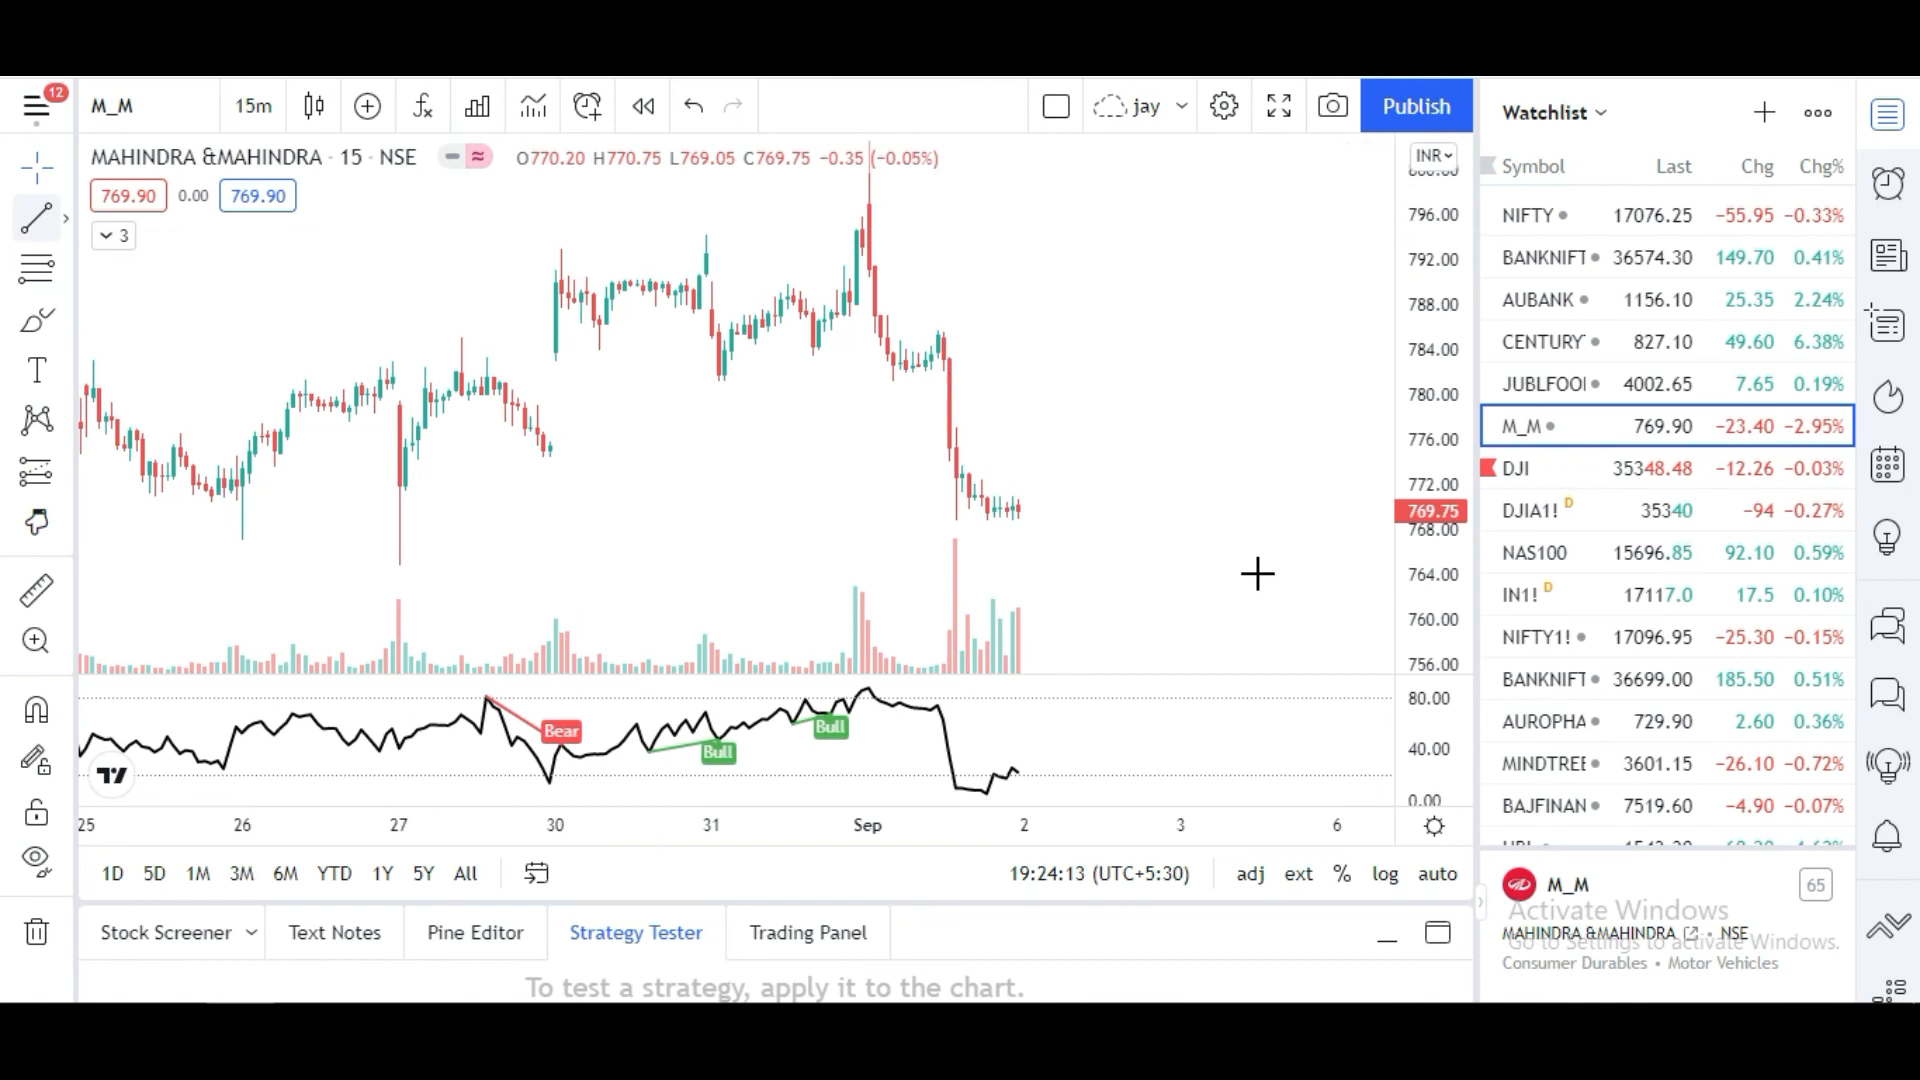 12
M_M 15m jay Publish
MAHINDRA &MAHINDRA · 15 · NSE O770.20 H770.75 L769.05 C769.75 −0.35 (−0.05%)
769.90 0.00 769.90
3
INR
796.00
792.00
788.00
784.00
780.00
776.00
772.00
769.75
768.00
764.00
760.00
756.00
80.00
40.00
0.00
Bear
Bull
Bull
25 26 27 30 31 Sep 2 3 6
1D 5D 1M 3M 6M YTD 1Y 5Y All 19:24:13 (UTC+5:30) adj ext % log auto
Stock Screener Text Notes Pine Editor Strategy Tester Trading Panel
To test a strategy, apply it to the chart.
Watchlist
Symbol Last Chg Chg%
NIFTY 17076.25 −55.95 −0.33%
BANKNIFT 36574.30 149.70 0.41%
AUBANK 1156.10 25.35 2.24%
CENTURY 827.10 49.60 6.38%
JUBLFOO 4002.65 7.65 0.19%
M_M 769.90 −23.40 −2.95%
DJI 35348.48 −12.26 −0.03%
DJIA1! D 35340 −94 −0.27%
NAS100 15696.85 92.10 0.59%
IN1! D 17117.0 17.5 0.10%
NIFTY1! 17096.95 −25.30 −0.15%
BANKNIFT 36699.00 185.50 0.51%
AUROPHA 729.90 2.60 0.36%
MINDTREE 3601.15 −26.10 −0.72%
BAJFINAN 7519.60 −4.90 −0.07%
M_M 65
Activate Windows
MAHINDRA &MAHINDRA · NSE
Go to Settings to activate Windows.
Consumer Durables • Motor Vehicles